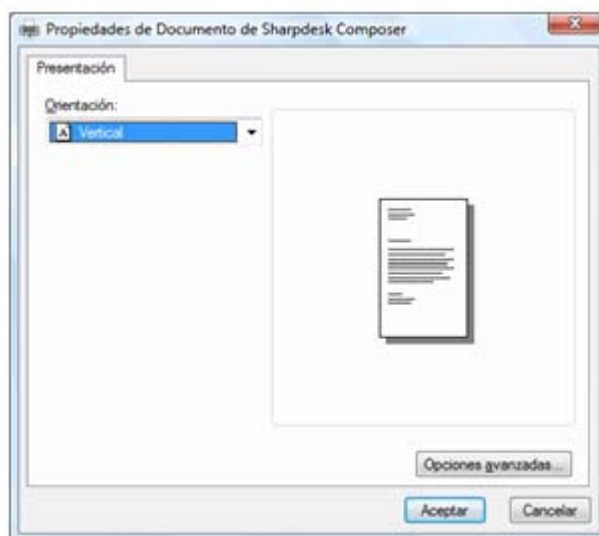 Propiedades de Documento de Sharpdesk Composer
Presentación
Orientación:
A Vertical
Opciones avanzadas...
Aceptar Cancelar